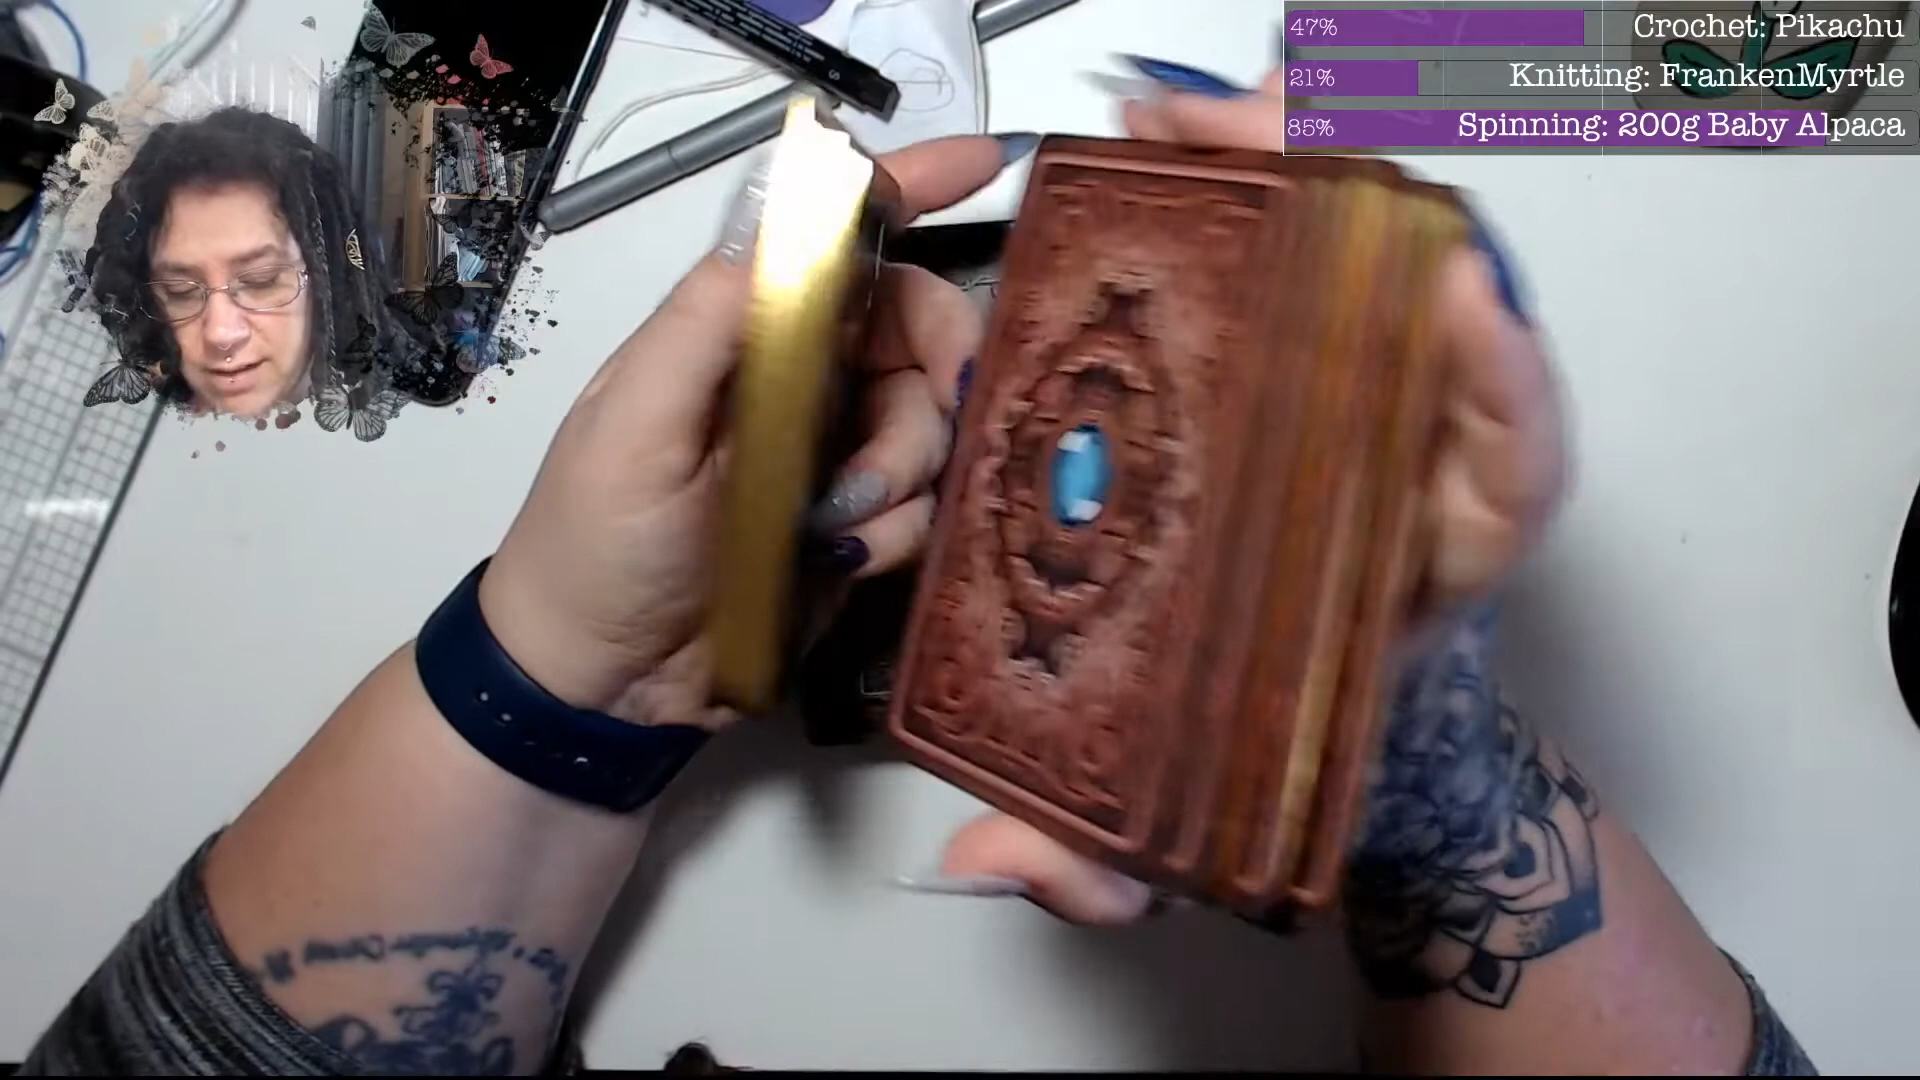 47% Crochet: Pikachu
21% Knitting: FrankenMyrtle
85% Spinning: 200g Baby Alpaca